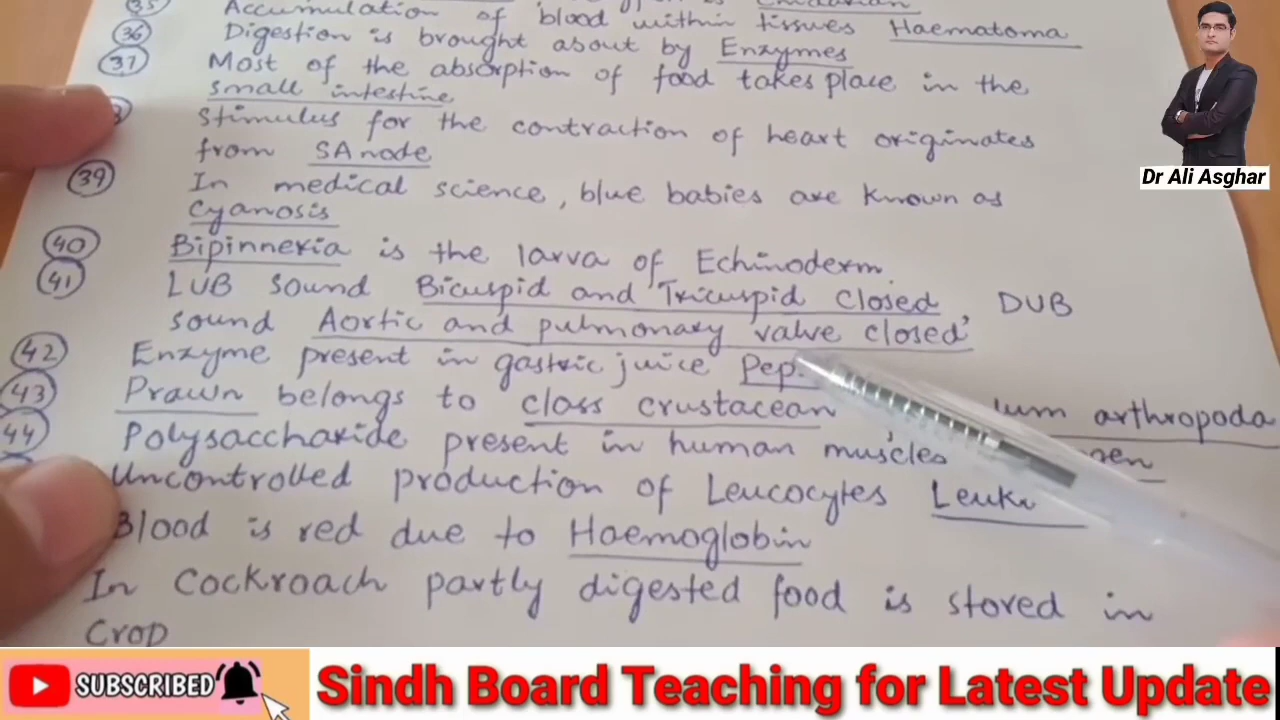 35
Accumulation of blood within tissues Haematoma
36 Digestion is brought about by Enzymes
37 Most of the absorption of food takes place in the
small intestine
Stimulus for the contraction of heart originates
from SA node
39 In medical science, blue babies are known as
Cyanosis
40 Bipinneria is the larva of Echinoderm
41 LUB sound Bicuspid and Tricuspid closed, DUB
sound Aortic and pulmonary valve closed
42 Enzyme present in gastric juice Pep
43 Prawn belongs to class crustacean lum arthropoda
44 Polysaccharide present in human muscles gen
Uncontrolled production of Leucocytes Leuk
Blood is red due to Haemoglobin
In Cockroach partly digested food is stored in
Crop
Dr Ali Asghar
SUBSCRIBED
Sindh Board Teaching for Latest Update